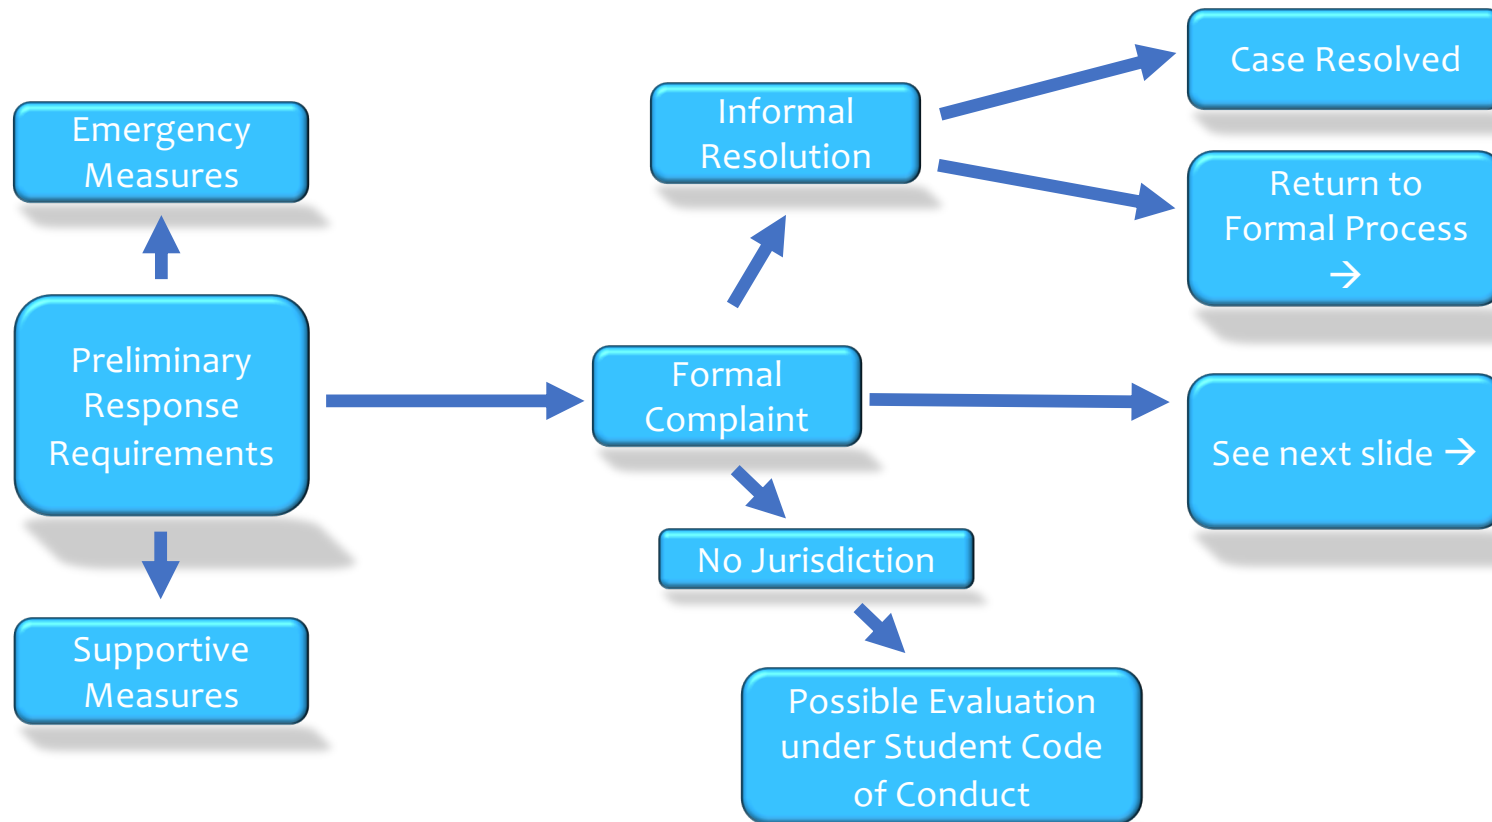 Emergency
Measures
Preliminary
Response
Requirements
Supportive
Measures
Formal
Complaint
Informal
Resolution
No Jurisdiction
Possible Evaluation
under Student Code
of Conduct
Case Resolved
Return to
Formal Process
→
See next slide →